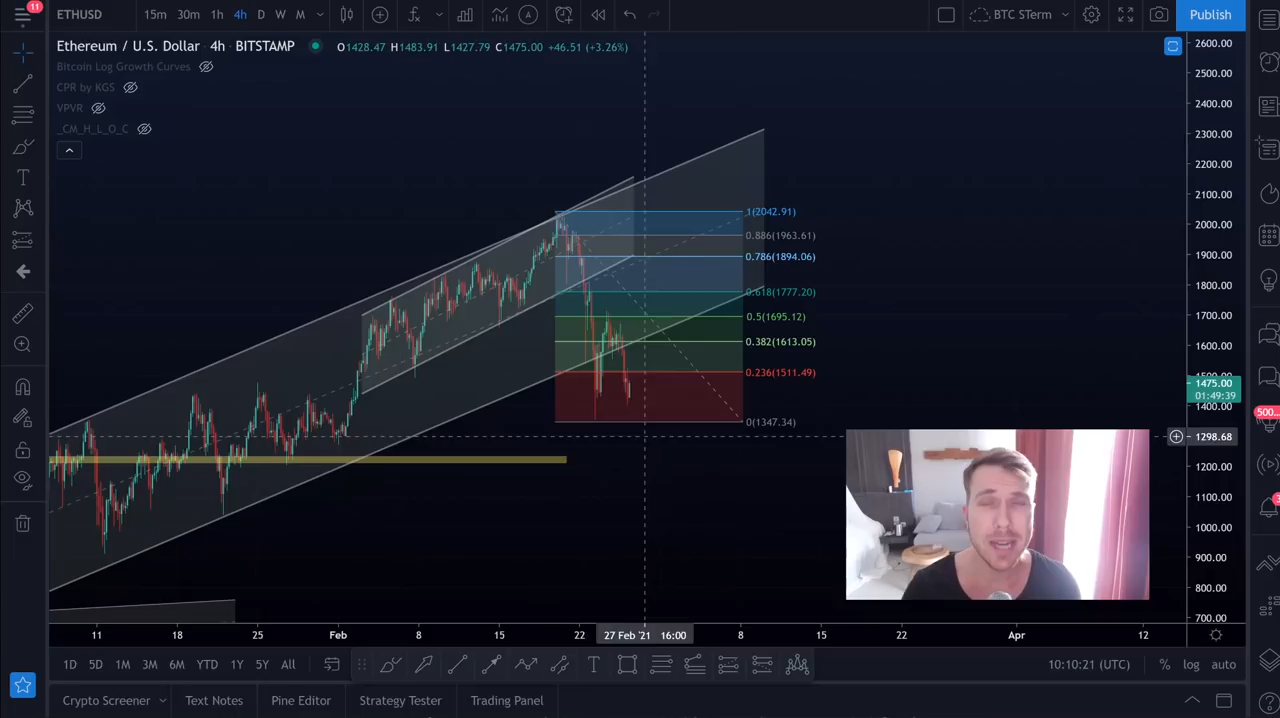 11
ETHUSD
15m 30m 1h 4h D W M
BTC STerm
Publish
Ethereum / U.S. Dollar · 4h · BITSTAMP
O1428.47 H1483.91 L1427.79 C1475.00 +46.51 (+3.26%)
Bitcoin Log Growth Curves
CPR by KGS
VPVR
_CM_H_L_O_C
2600.00
2500.00
2400.00
2300.00
2200.00
2100.00
2000.00
1900.00
1800.00
1700.00
1600.00
1475.00
01:49:39
1400.00
1298.68
1200.00
1100.00
1000.00
900.00
800.00
700.00
1(2042.91)
0.886(1963.61)
0.786(1894.06)
0.618(1777.20)
0.5(1695.12)
0.382(1613.05)
0.236(1511.49)
0(1347.34)
500...
11 18 25 Feb 8 15 22 27 Feb '21 16:00 8 15 22 Apr 12
1D 5D 1M 3M 6M YTD 1Y 5Y All
10:10:21 (UTC) % log auto
Crypto Screener Text Notes Pine Editor Strategy Tester Trading Panel